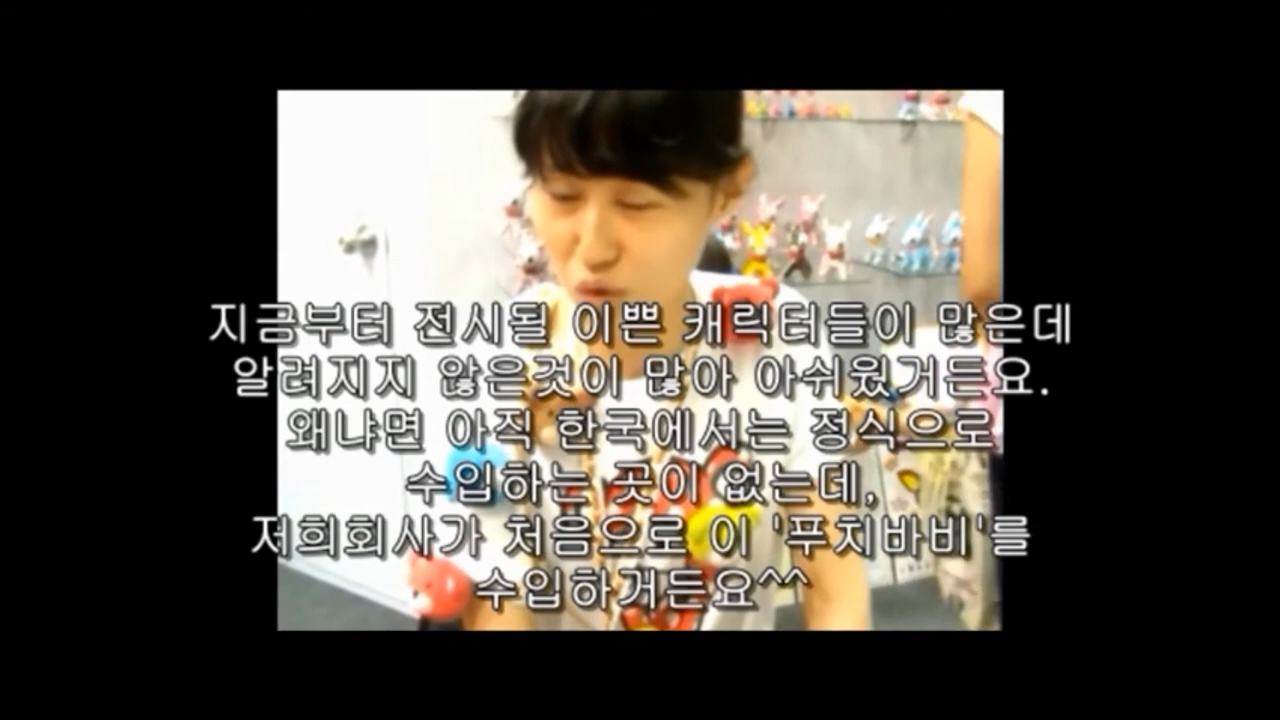 지금부터 전시될 이쁜 캐릭터들이 많은데
알려지지 않은것이 많아 아쉬웠거든요.
왜냐면 아직 한국에서는 정식으로
수입하는 곳이 없는데,
저희회사가 처음으로 이 '푸치바비'를
수입하거든요^^